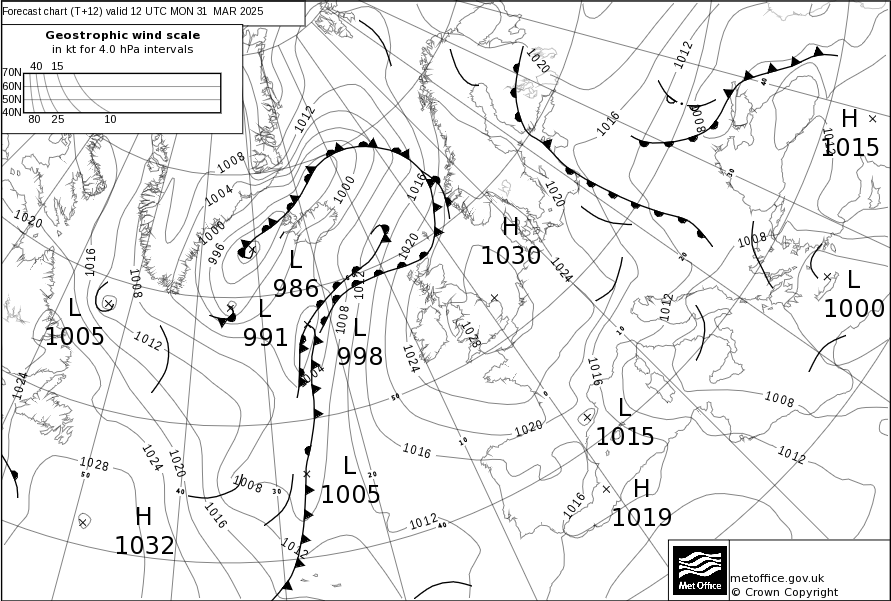 Forecast chart (T+12) valid 12 UTC MON 31 MAR 2025
Geostrophic wind scale
in kt for 4.0 hPa intervals
40 15
70N
60N
50N
40N
80 25 10
1020
1012
1012
1016
1008
H
1015
1012
1008
1004
1000
996
1000
1016
1020
1020
1016
1008
H
1030
1020
1024
1008
L
986
L
1005
L
991
L
998
L
1000
1012
1008
1012
1004
1008
1012
1028
1024
1016
1024
1008
1020
L
1015
1016
1012
1028
1024
1020
1008
1016
L
1005
H
1019
1016
1012
H
1032
1012
50
40
30
20
10
0
10
20
30
40
50
40
Met Office
metoffice.gov.uk
© Crown Copyright